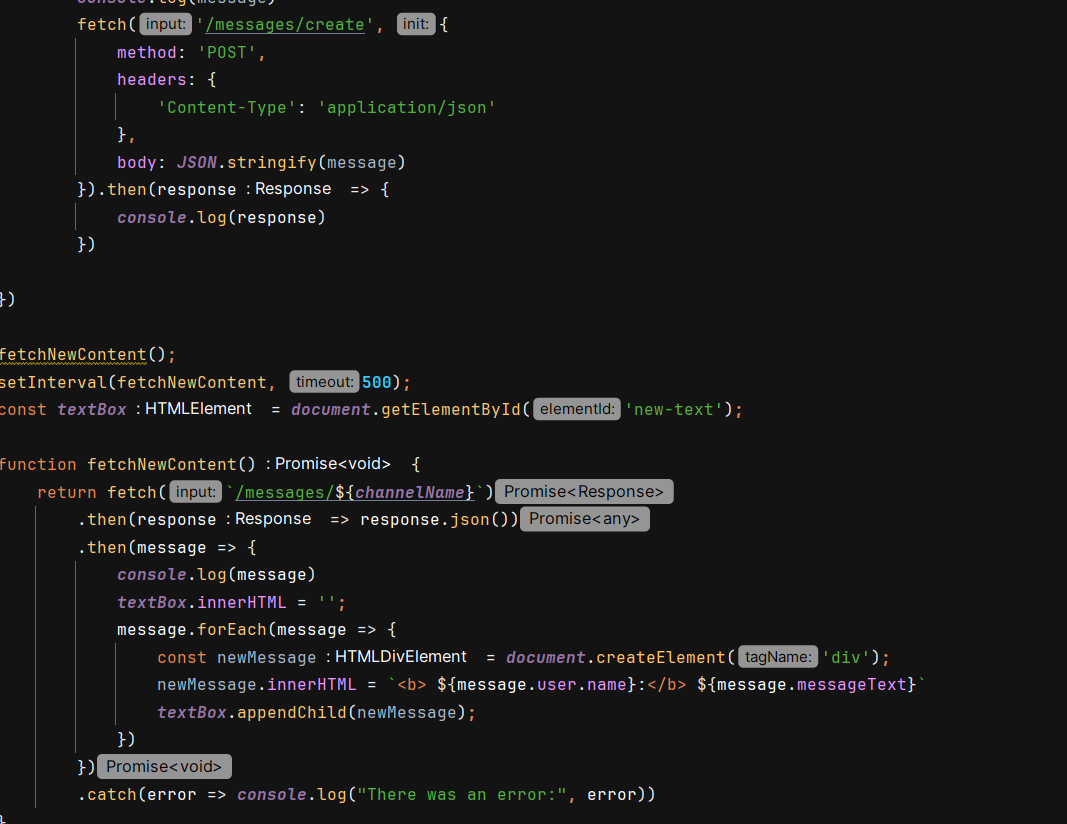 console.log(message)
fetch( input: '/messages/create', init: {
method: 'POST',
headers: {
'Content-Type': 'application/json'
},
body: JSON.stringify(message)
}).then(response : Response => {
console.log(response)
})
})
fetchNewContent();
setInterval(fetchNewContent, timeout: 500);
const textBox : HTMLElement = document.getElementById( elementId: 'new-text');
function fetchNewContent() : Promise<void> {
return fetch( input: `/messages/${channelName}`) Promise<Response>
.then(response : Response => response.json()) Promise<any>
.then(message => {
console.log(message)
textBox.innerHTML = '';
message.forEach(message => {
const newMessage : HTMLDivElement = document.createElement( tagName: 'div');
newMessage.innerHTML = `<b> ${message.user.name}:</b> ${message.messageText}`
textBox.appendChild(newMessage);
})
}) Promise<void>
.catch(error => console.log("There was an error:", error))
}